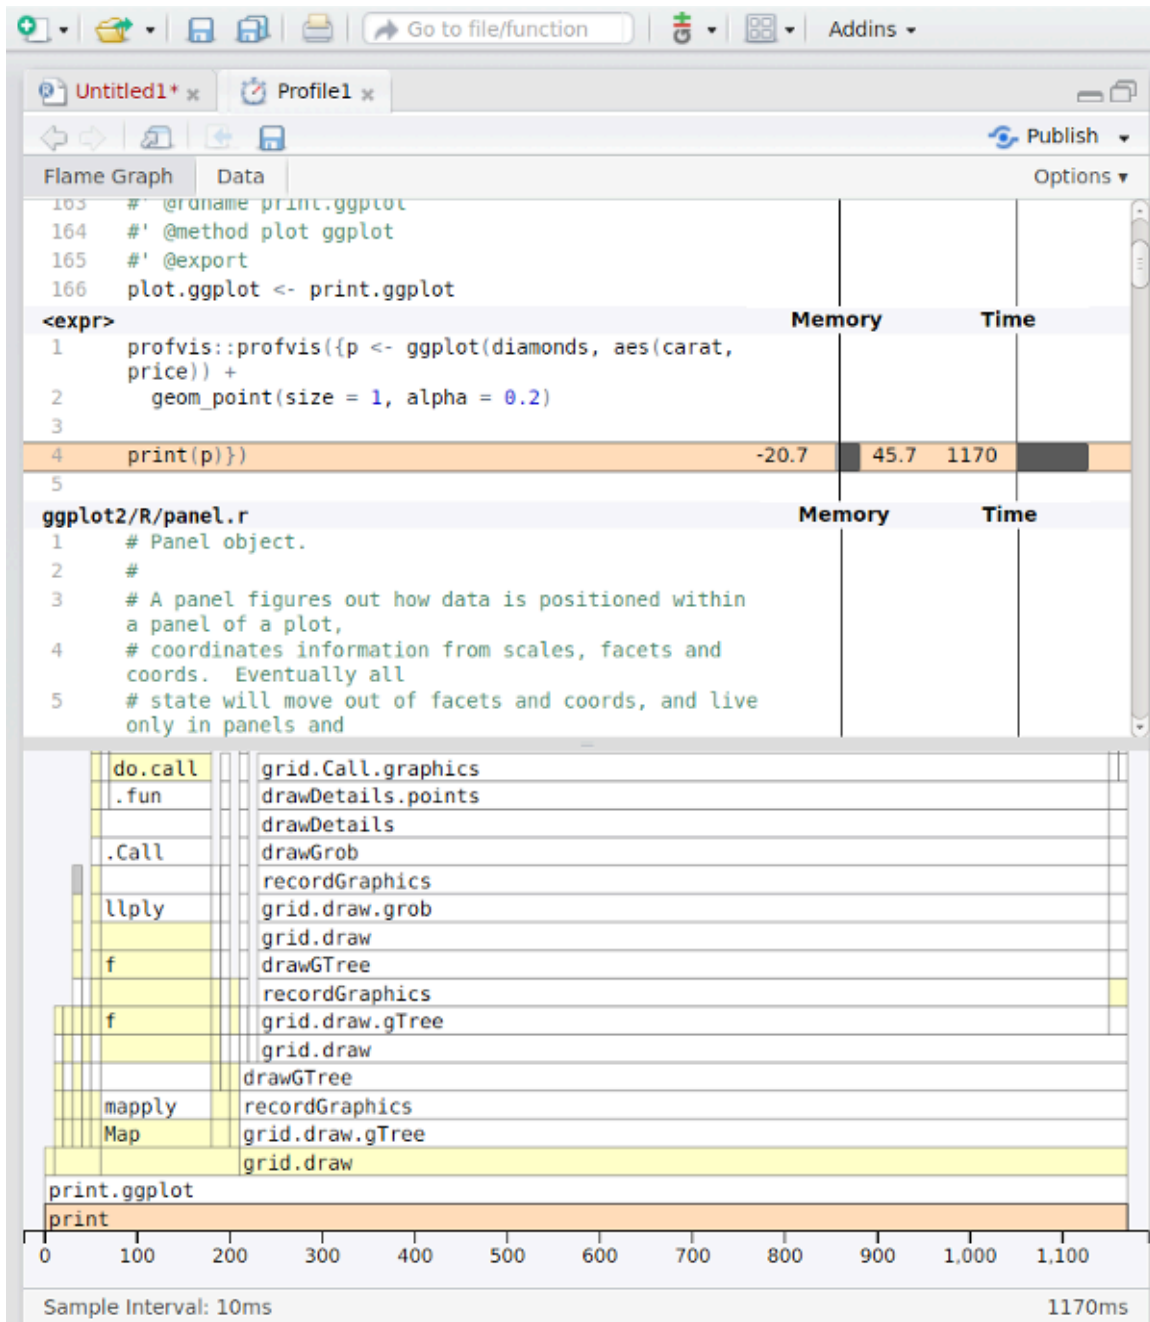 Go to file/function Addins
Untitled1* x Profile1 x
Publish
Flame Graph Data Options ▾
163 #' @rdname print.ggplot
164 #' @method plot ggplot
165 #' @export
166 plot.ggplot <- print.ggplot
<expr> Memory Time
1 profvis::profvis({p <- ggplot(diamonds, aes(carat,
price)) +
2 geom_point(size = 1, alpha = 0.2)
3
4 print(p)}) -20.7 45.7 1170
5
ggplot2/R/panel.r Memory Time
1 # Panel object.
2 #
3 # A panel figures out how data is positioned within
a panel of a plot,
4 # coordinates information from scales, facets and
coords. Eventually all
5 # state will move out of facets and coords, and live
only in panels and
do.call grid.Call.graphics
.fun drawDetails.points
drawDetails
.Call drawGrob
recordGraphics
llply grid.draw.grob
grid.draw
f drawGTree
recordGraphics
f grid.draw.gTree
grid.draw
drawGTree
mapply recordGraphics
Map grid.draw.gTree
grid.draw
print.ggplot
print
0 100 200 300 400 500 600 700 800 900 1,000 1,100
Sample Interval: 10ms 1170ms